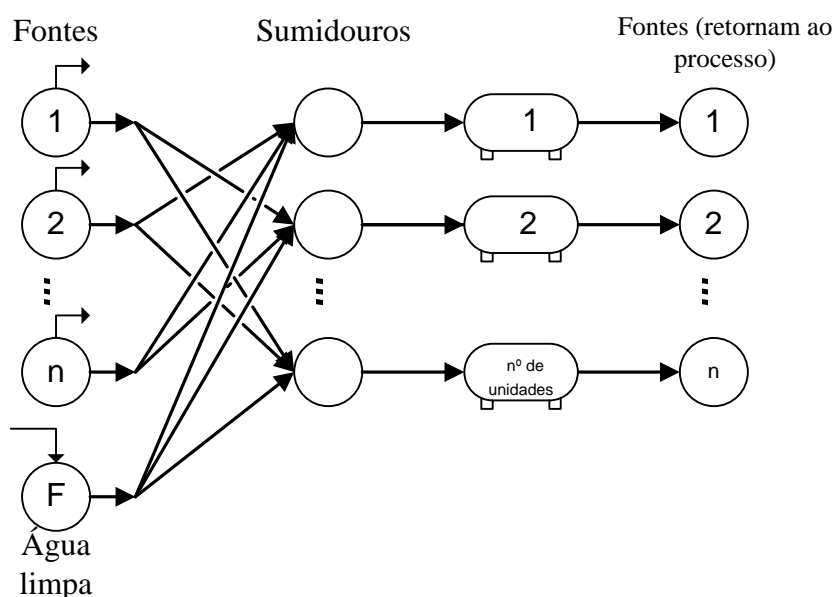 Fontes
Sumidouros
Fontes (retornam ao
processo)
1
1
1
2
2
2
n
nº de
unidades
n
F
Água
limpa